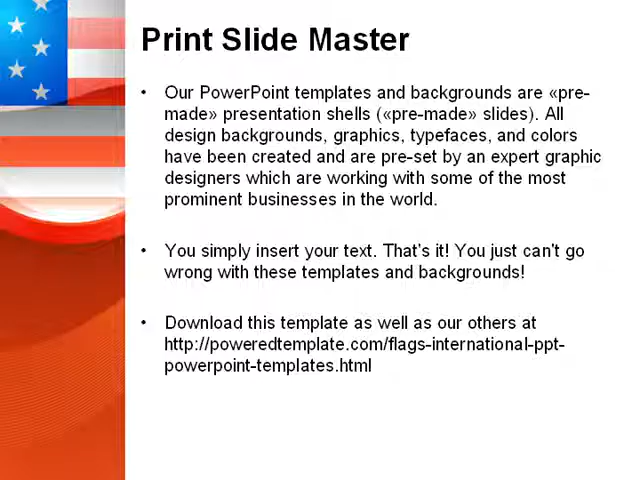 Print Slide Master
• Our PowerPoint templates and backgrounds are «pre-
made» presentation shells («pre-made» slides). All
design backgrounds, graphics, typefaces, and colors
have been created and are pre-set by an expert graphic
designers which are working with some of the most
prominent businesses in the world.
• You simply insert your text. That's it! You just can't go
wrong with these templates and backgrounds!
• Download this template as well as our others at
http://poweredtemplate.com/flags-international-ppt-
powerpoint-templates.html